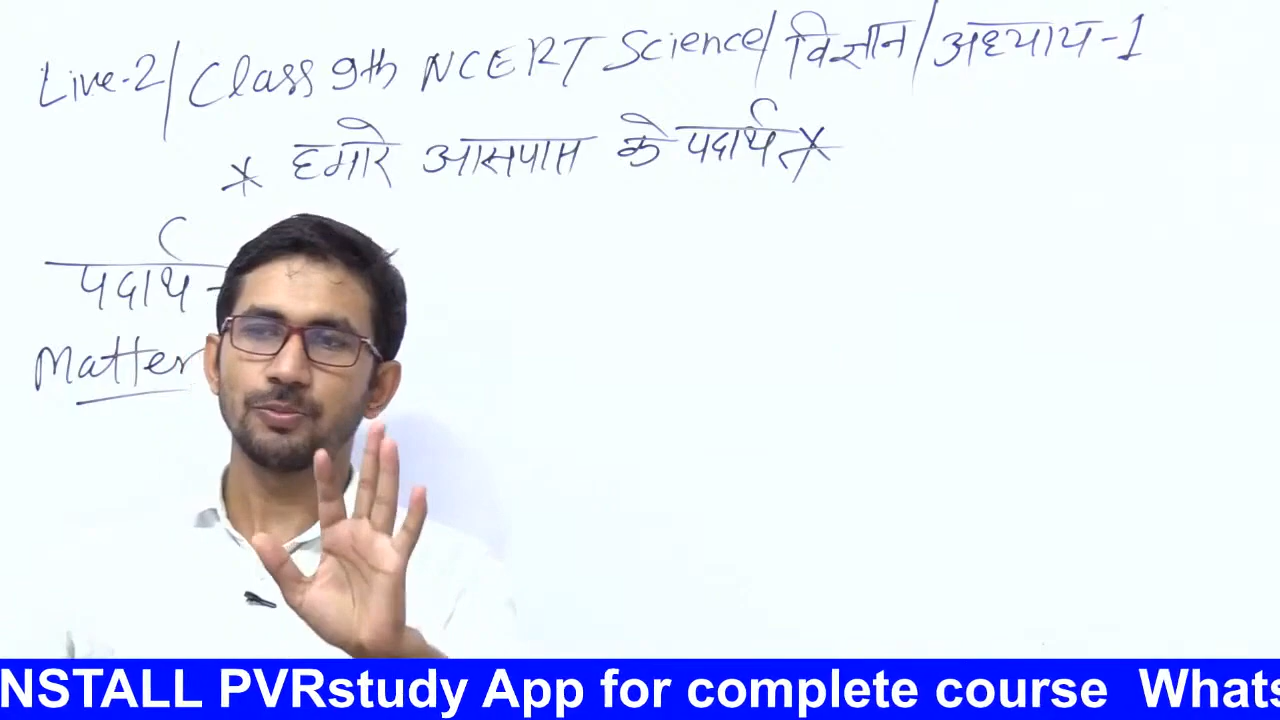 Live-2/Class 9th NCERT Science/विज्ञान/अध्याय-1
* हमारे आसपास के पदार्थ *
पदार्थ -
Matter
NSTALL PVRstudy App for complete course Whats